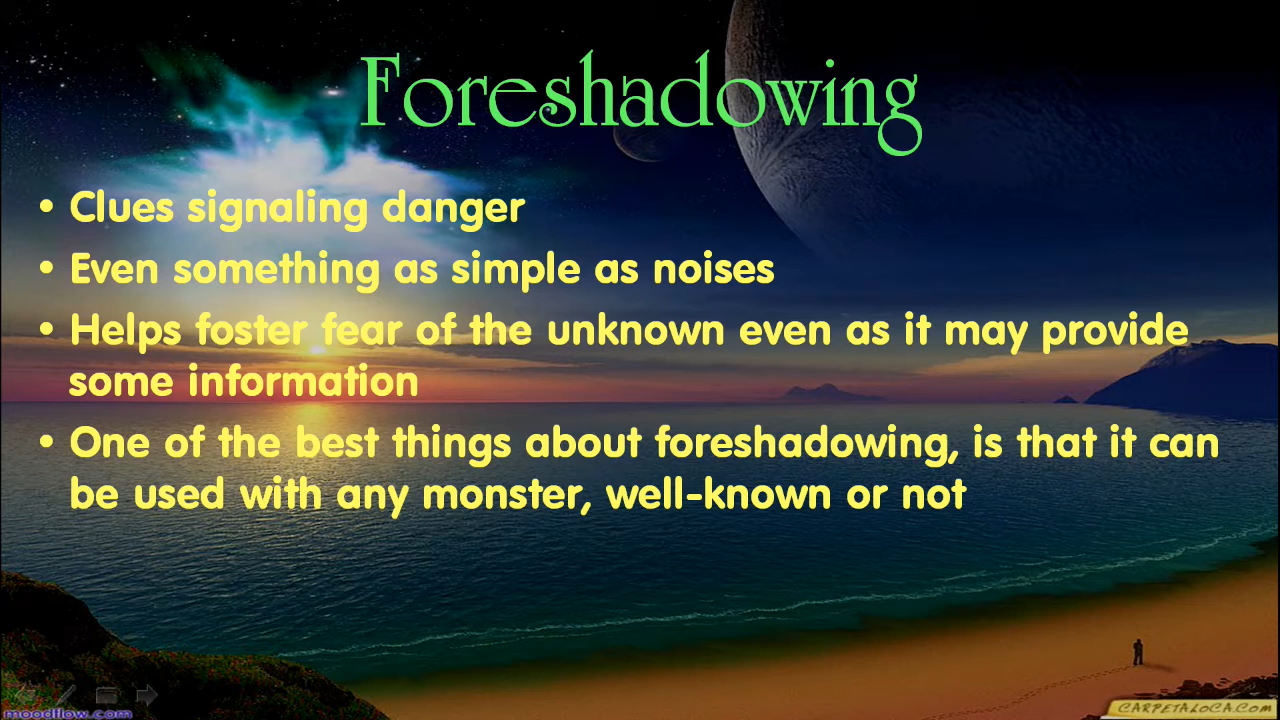 Foreshadowing
• Clues signaling danger
• Even something as simple as noises
• Helps foster fear of the unknown even as it may provide
some information
• One of the best things about foreshadowing, is that it can
be used with any monster, well-known or not
moodflow.com
CARPETALOCA.COM